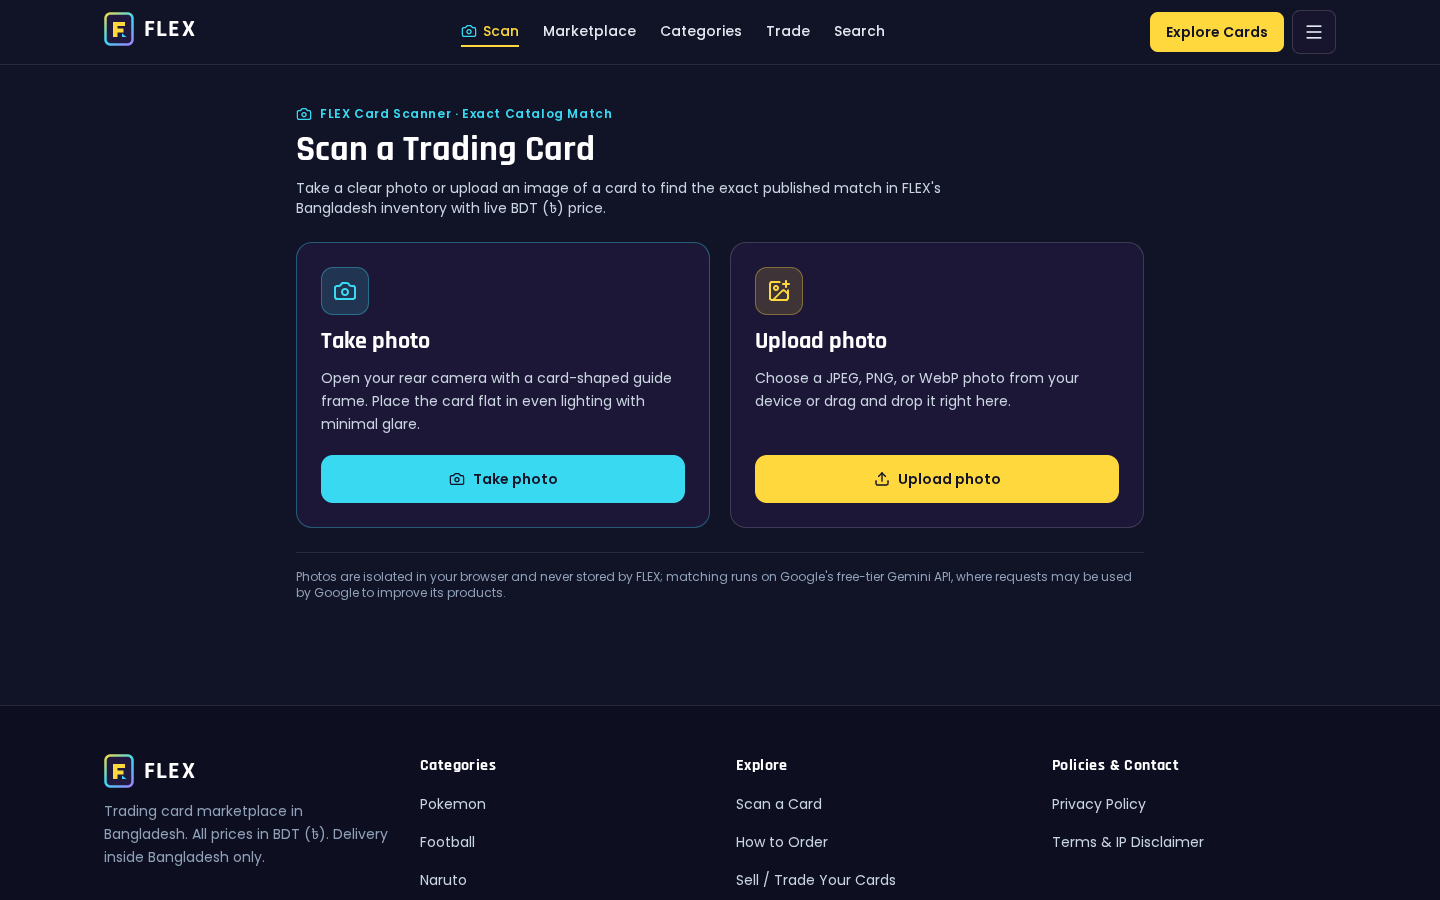 FLEX
Scan
Marketplace
Categories
Trade
Search
Explore Cards
FLEX Card Scanner · Exact Catalog Match
Scan a Trading Card
Take a clear photo or upload an image of a card to find the exact published match in FLEX's
Bangladesh inventory with live BDT (৳) price.
Take photo
Open your rear camera with a card-shaped guide
frame. Place the card flat in even lighting with
minimal glare.
Take photo
Upload photo
Choose a JPEG, PNG, or WebP photo from your
device or drag and drop it right here.
Upload photo
Photos are isolated in your browser and never stored by FLEX; matching runs on Google's free-tier Gemini API, where requests may be used
by Google to improve its products.
FLEX
Trading card marketplace in
Bangladesh. All prices in BDT (৳). Delivery
inside Bangladesh only.
Categories
Pokemon
Football
Naruto
Explore
Scan a Card
How to Order
Sell / Trade Your Cards
Policies & Contact
Privacy Policy
Terms & IP Disclaimer